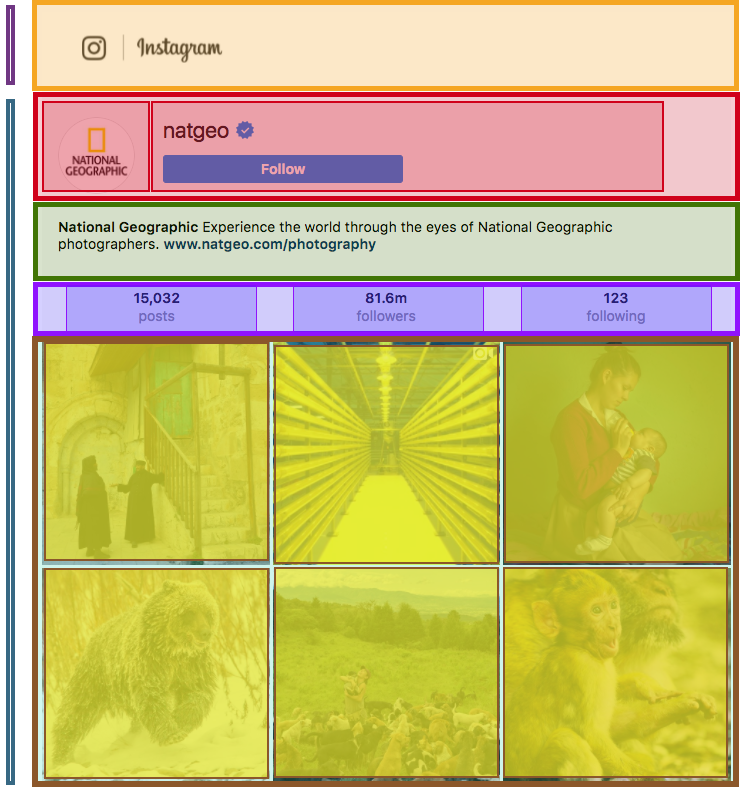 Instagram
natgeo
NATIONAL
GEOGRAPHIC
Follow
National Geographic Experience the world through the eyes of National Geographic
photographers. www.natgeo.com/photography
15,032
posts
81.6m
followers
123
following